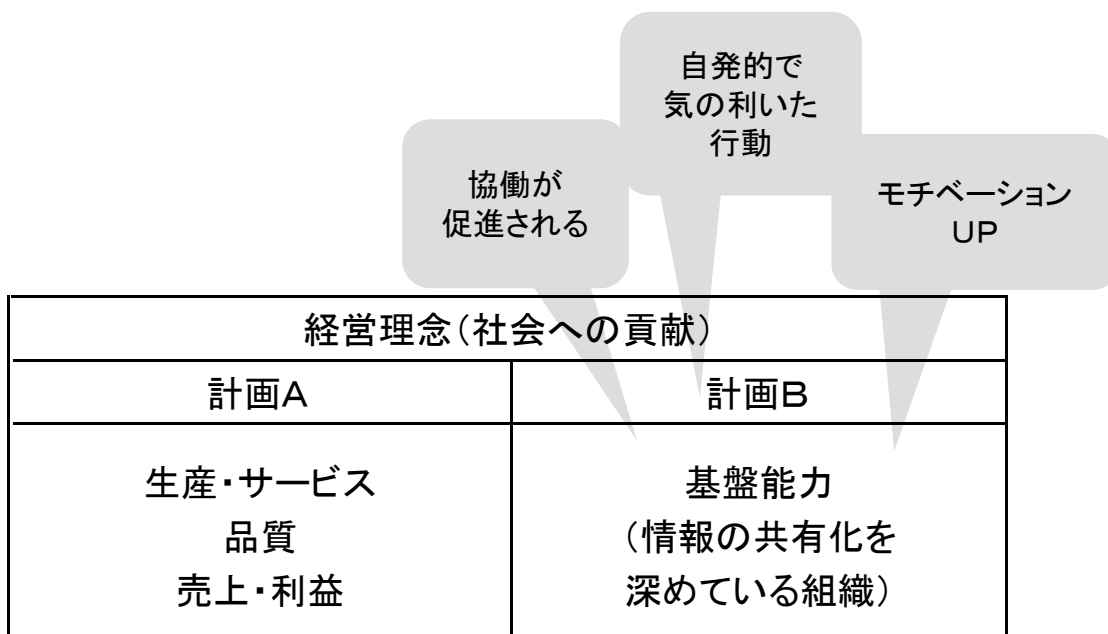 自発的で
気の利いた
行動
協働が
促進される
モチベーション
UP
経営理念(社会への貢献)
計画A
計画B
生産・サービス
品質
売上・利益
基盤能力
(情報の共有化を
深めている組織)